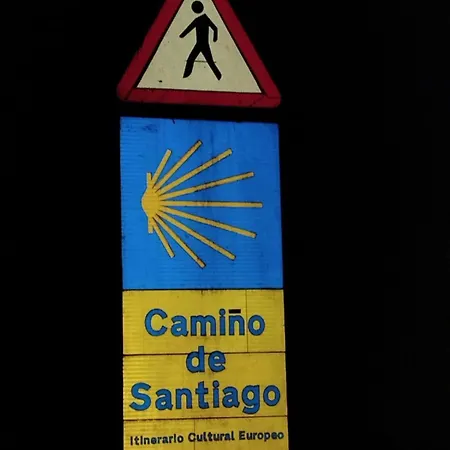 Camiño
de
Santiago
Itinerario Cultural Europeo